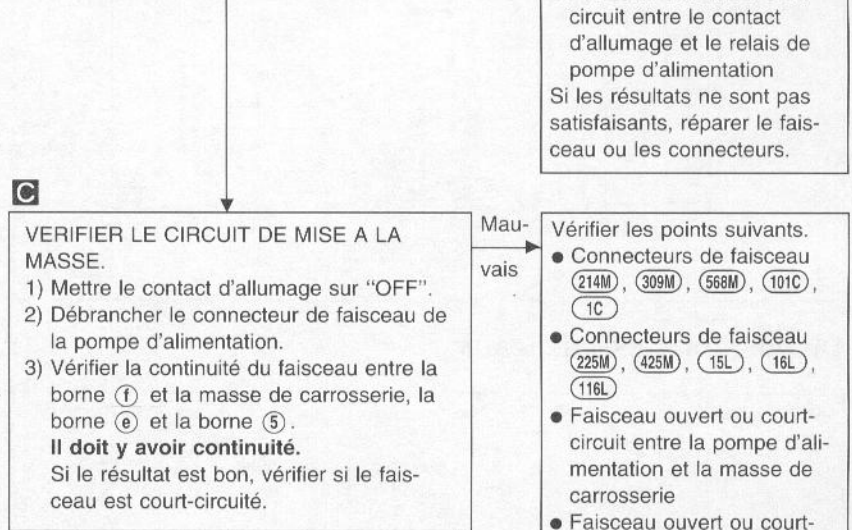 circuit entre le contact
d'allumage et le relais de
pompe d'alimentation
Si les résultats ne sont pas
satisfaisants, réparer le fais-
ceau ou les connecteurs.
C
VERIFIER LE CIRCUIT DE MISE A LA
MASSE.
1) Mettre le contact d'allumage sur “OFF”.
2) Débrancher le connecteur de faisceau de
la pompe d'alimentation.
3) Vérifier la continuité du faisceau entre la
borne ⓕ et la masse de carrosserie, la
borne ⓔ et la borne ⑤.
Il doit y avoir continuité.
Si le résultat est bon, vérifier si le fais-
ceau est court-circuité.
Mau-
vais
Vérifier les points suivants.
● Connecteurs de faisceau
214M, 309M, 568M, 101C,
1C
● Connecteurs de faisceau
225M, 425M, 15L, 16L,
116L
● Faisceau ouvert ou court-
circuit entre la pompe d'ali-
mentation et la masse de
carrosserie
● Faisceau ouvert ou court-